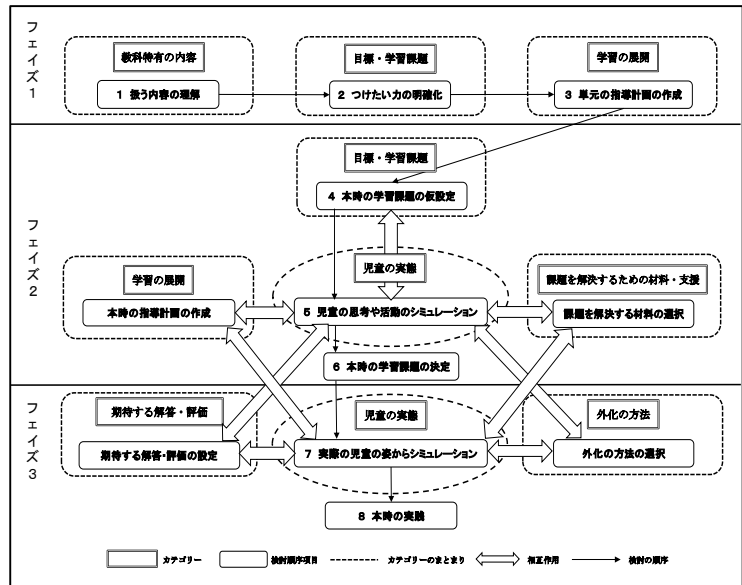 フェイズ1
教科特有の内容
1 扱う内容の理解
目標・学習課題
2 つけたい力の明確化
学習の展開
3 単元の指導計画の作成
フェイズ2
目標・学習課題
4 本時の学習課題の仮設定
児童の実態
5 児童の思考や活動のシミュレーション
学習の展開
本時の指導計画の作成
課題を解決するための材料・支援
課題を解決する材料の選択
6 本時の学習課題の決定
フェイズ3
期待する解答・評価
期待する解答・評価の設定
児童の実態
7 実際の児童の姿からシミュレーション
外化の方法
外化の方法の選択
8 本時の実践
カテゴリー
検討順序項目
カテゴリーのまとまり
相互作用
検討の順序